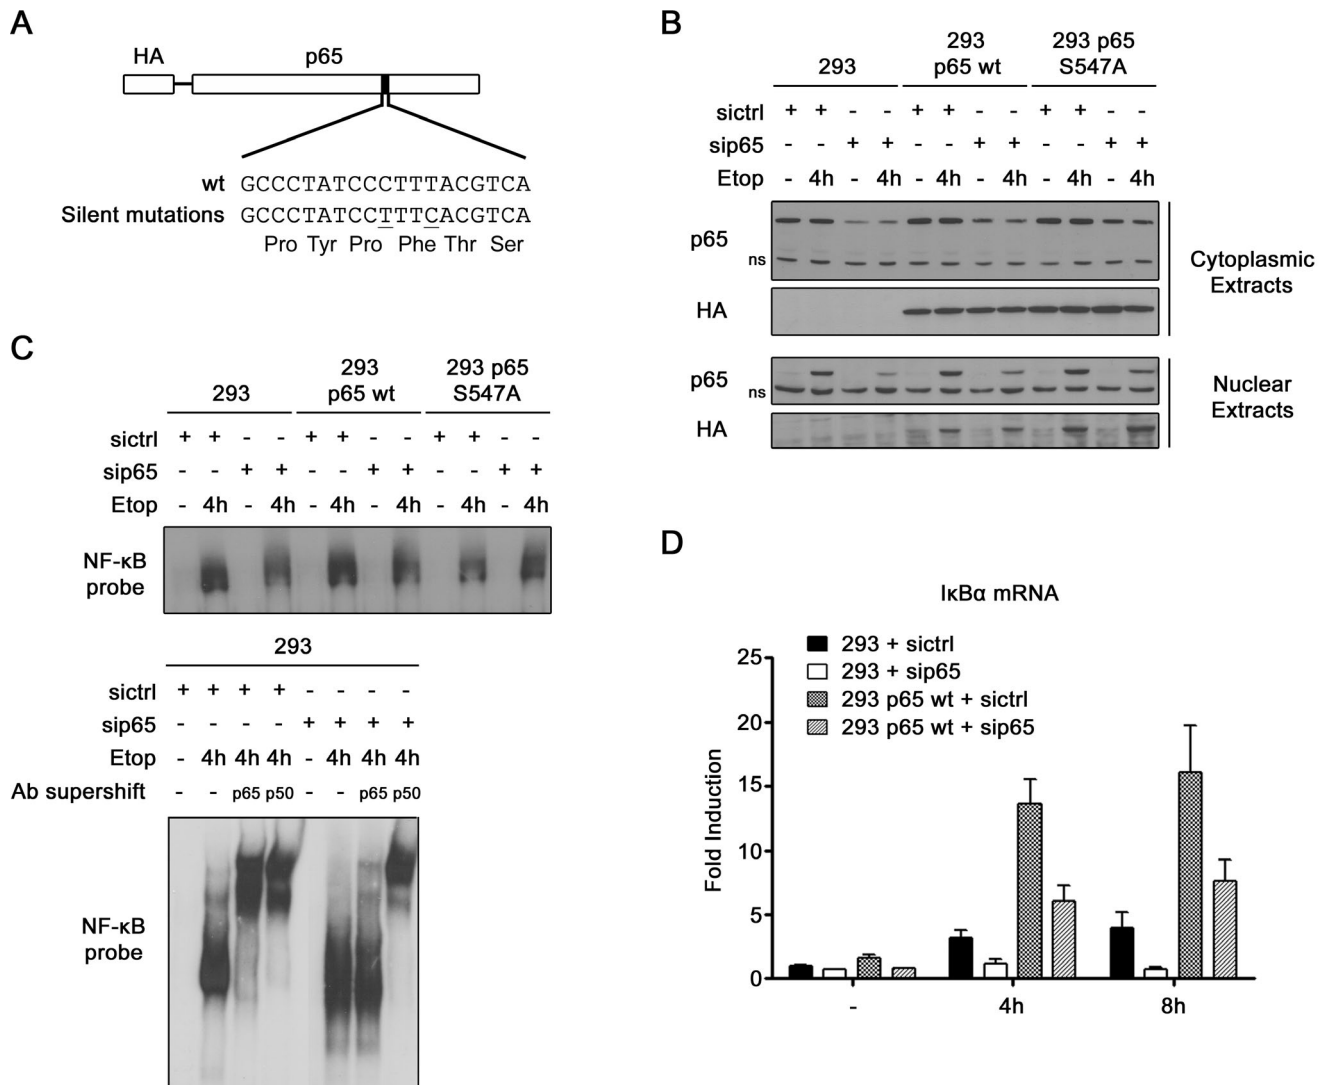 A
HA p65
wt GCCCTATCCCTTTACGTCA
Silent mutations GCCCTATCCTTTCACGTCA
Pro Tyr Pro Phe Thr Ser
B
293 293 p65 wt 293 p65 S547A
sictrl + + - - + + - - + + - -
sip65 - - + + - - + + - - + +
Etop - 4h - 4h - 4h - 4h - 4h - 4h
p65
ns
HA
Cytoplasmic
Extracts
p65
ns
HA
Nuclear
Extracts
C
293 293 p65 wt 293 p65 S547A
sictrl + + - - + + - - + + - -
sip65 - - + + - - + + - - + +
Etop - 4h - 4h - 4h - 4h - 4h - 4h
NF-κB
probe
293
sictrl + + + + - - - -
sip65 - - - - + + + +
Etop - 4h 4h 4h - 4h 4h 4h
Ab supershift - - p65 p50 - - p65 p50
NF-κB
probe
D
IκBα mRNA
293 + sictrl
293 + sip65
293 p65 wt + sictrl
293 p65 wt + sip65
Fold Induction
25
20
15
10
5
0
- 4h 8h